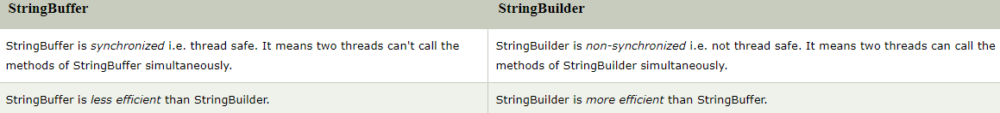 StringBuffer
StringBuilder
StringBuffer is synchronized i.e. thread safe. It means two threads can't call the
methods of StringBuffer simultaneously.
StringBuilder is non-synchronized i.e. not thread safe. It means two threads can call the
methods of StringBuilder simultaneously.
StringBuffer is less efficient than StringBuilder.
StringBuilder is more efficient than StringBuffer.